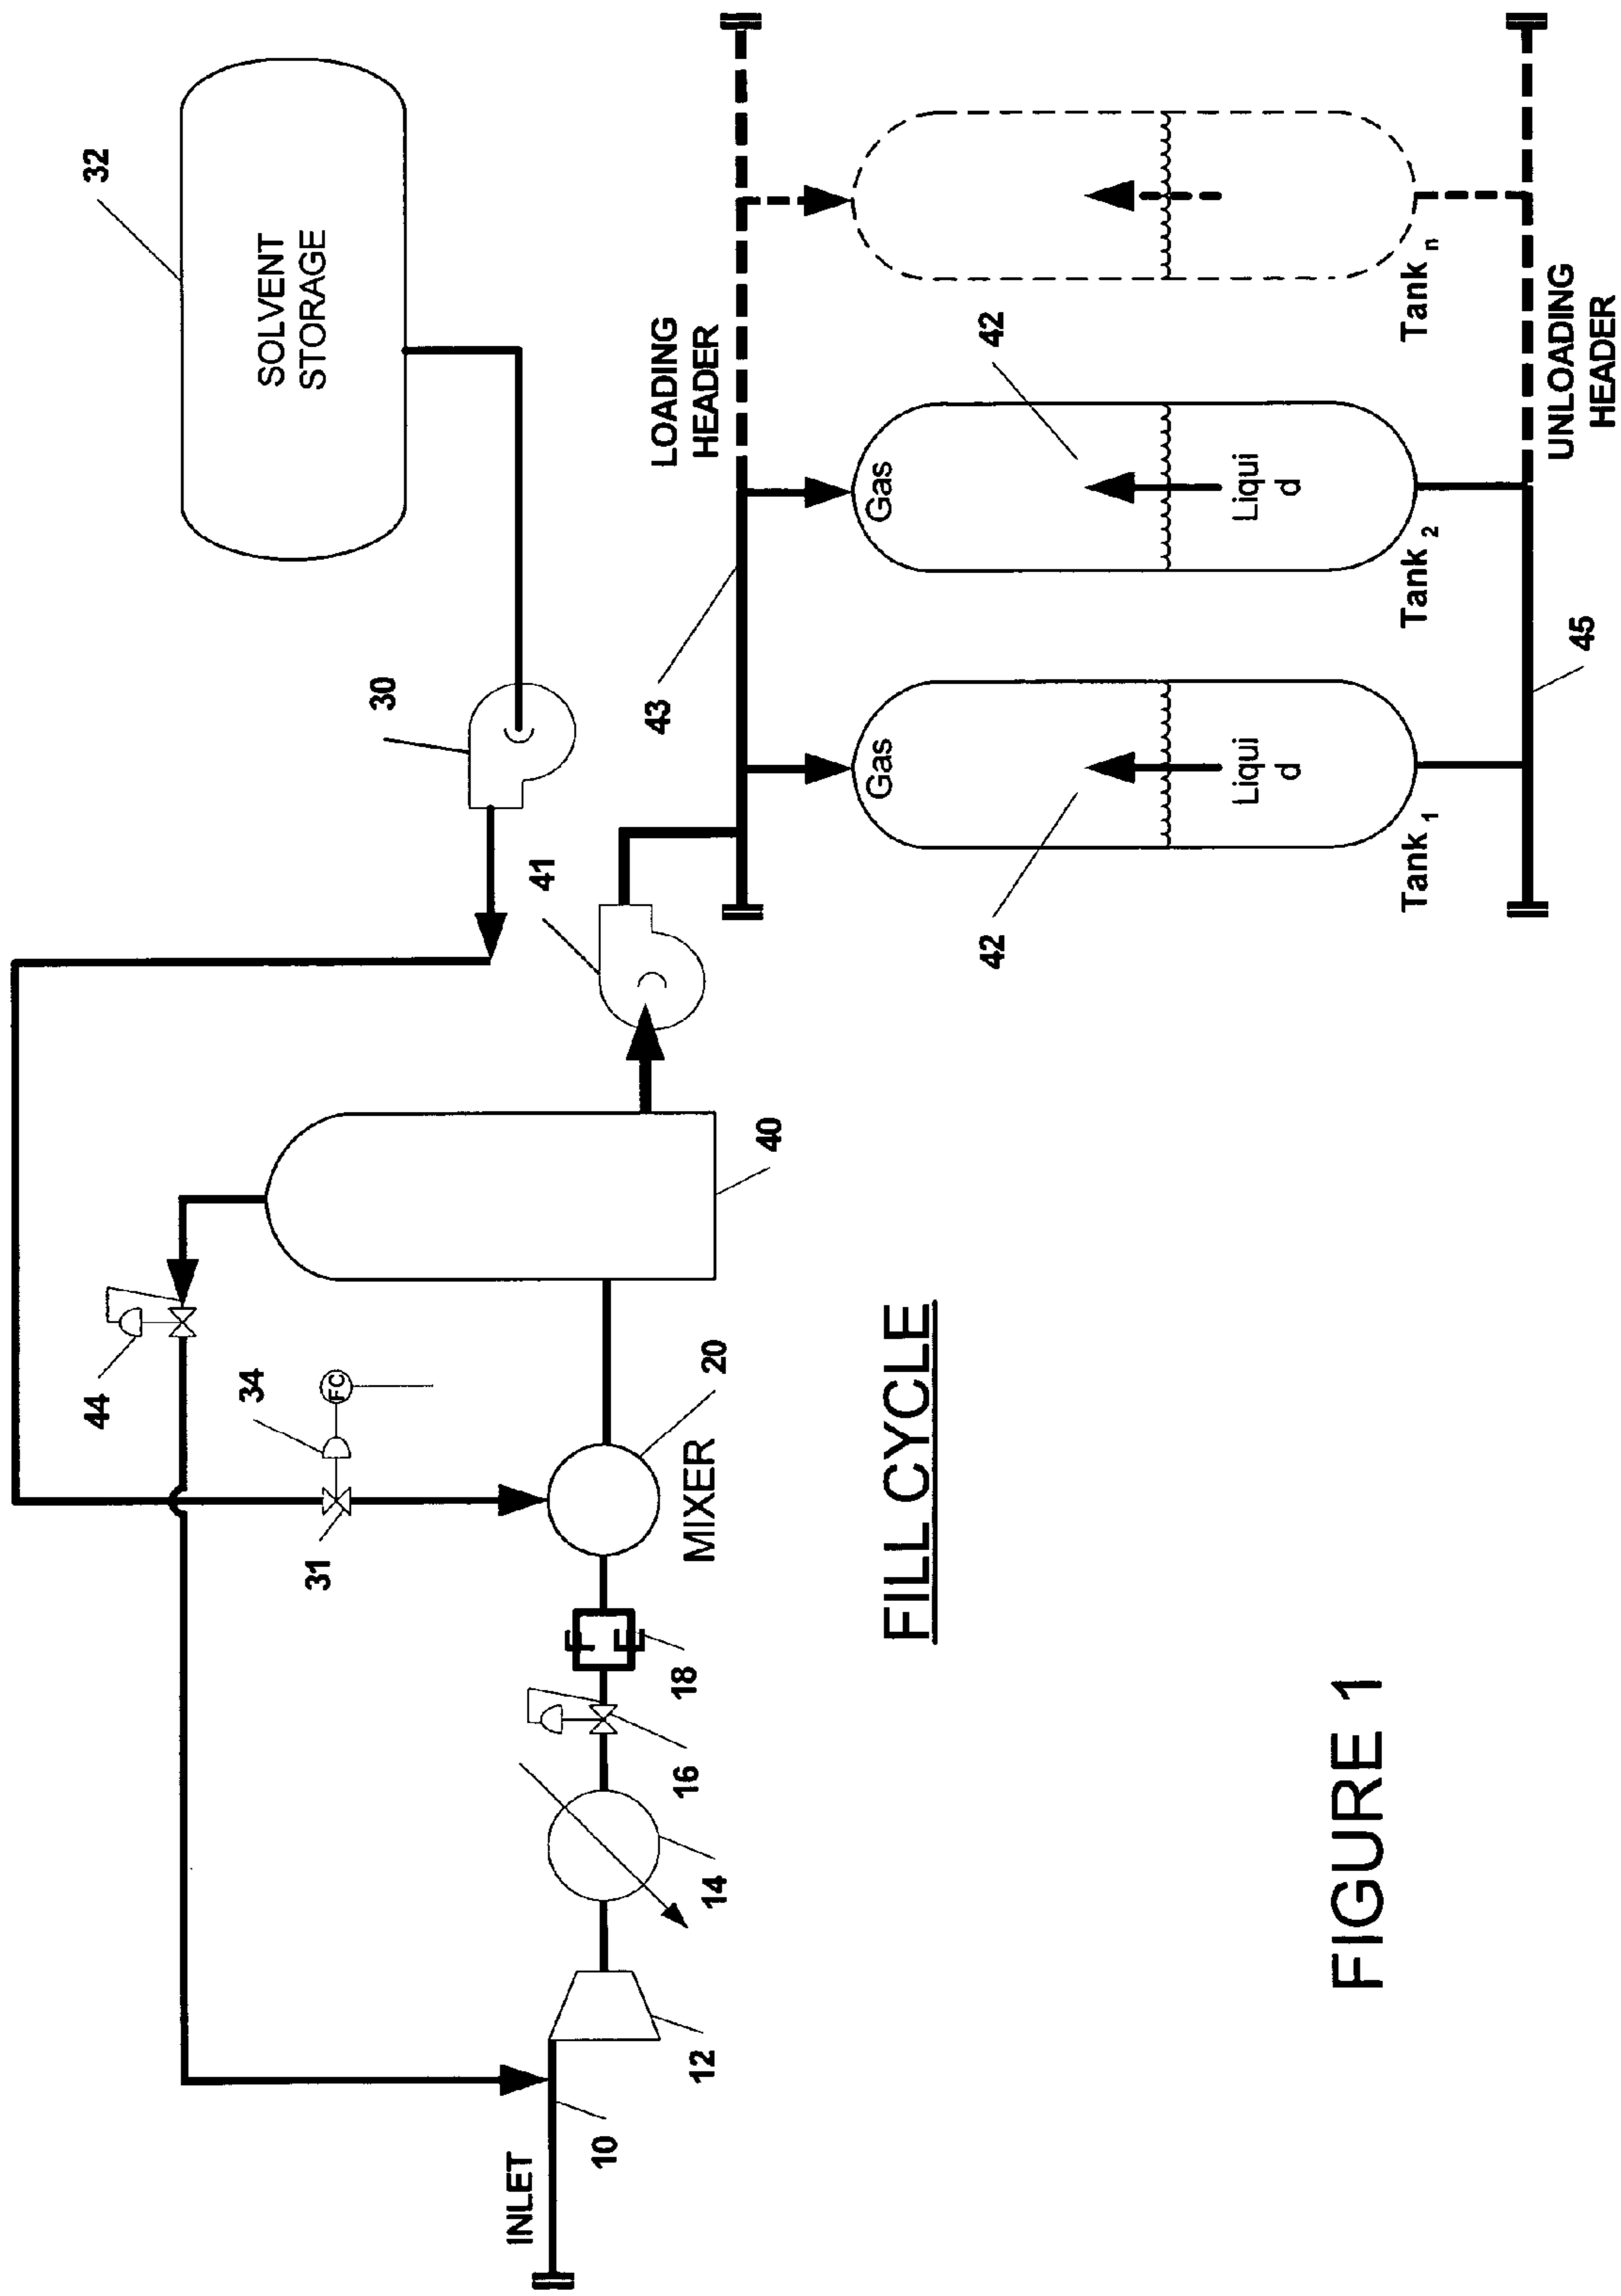 32
SOLVENT
STORAGE
30
44
34
FC
31
41
LOADING
HEADER
43
INLET
10
12
14
16
18
20
MIXER
40
Gas
42
Liqui
d
Tank 1
Gas
42
Liqui
d
Tank 2
Tank n
UNLOADING
HEADER
45
FILL CYCLE
FIGURE 1